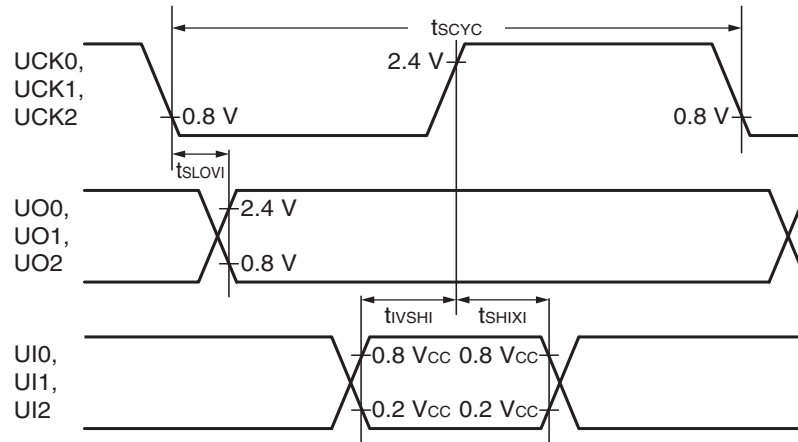 tSCYC
UCK0,
UCK1,
UCK2
2.4 V
0.8 V
0.8 V
tSLOVI
UO0,
UO1,
UO2
2.4 V
0.8 V
tIVSHI
tSHIXI
UI0,
UI1,
UI2
0.8 VCC 0.8 VCC
0.2 VCC 0.2 VCC